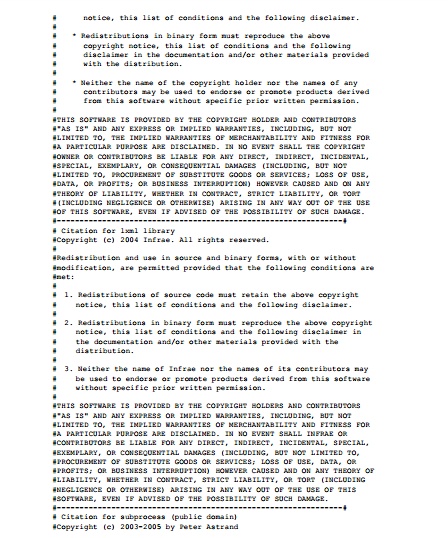 #      notice, this list of conditions and the following disclaimer.
#
#    * Redistributions in binary form must reproduce the above
#      copyright notice, this list of conditions and the following
#      disclaimer in the documentation and/or other materials provided
#      with the distribution.
#
#    * Neither the name of the copyright holder nor the names of any
#      contributors may be used to endorse or promote products derived
#      from this software without specific prior written permission.
#
#THIS SOFTWARE IS PROVIDED BY THE COPYRIGHT HOLDER AND CONTRIBUTORS
#"AS IS" AND ANY EXPRESS OR IMPLIED WARRANTIES, INCLUDING, BUT NOT
#LIMITED TO, THE IMPLIED WARRANTIES OF MERCHANTABILITY AND FITNESS FOR
#A PARTICULAR PURPOSE ARE DISCLAIMED. IN NO EVENT SHALL THE COPYRIGHT
#OWNER OR CONTRIBUTORS BE LIABLE FOR ANY DIRECT, INDIRECT, INCIDENTAL,
#SPECIAL, EXEMPLARY, OR CONSEQUENTIAL DAMAGES (INCLUDING, BUT NOT
#LIMITED TO, PROCUREMENT OF SUBSTITUTE GOODS OR SERVICES; LOSS OF USE,
#DATA, OR PROFITS; OR BUSINESS INTERRUPTION) HOWEVER CAUSED AND ON ANY
#THEORY OF LIABILITY, WHETHER IN CONTRACT, STRICT LIABILITY, OR TORT
#(INCLUDING NEGLIGENCE OR OTHERWISE) ARISING IN ANY WAY OUT OF THE USE
#OF THIS SOFTWARE, EVEN IF ADVISED OF THE POSSIBILITY OF SUCH DAMAGE.
#---------------------------------------------------------------#
# Citation for lxml library
#Copyright (c) 2004 Infrae. All rights reserved.
#
#Redistribution and use in source and binary forms, with or without
#modification, are permitted provided that the following conditions are
#met:
#
#  1. Redistributions of source code must retain the above copyright
#     notice, this list of conditions and the following disclaimer.
#
#  2. Redistributions in binary form must reproduce the above copyright
#     notice, this list of conditions and the following disclaimer in
#     the documentation and/or other materials provided with the
#     distribution.
#
#  3. Neither the name of Infrae nor the names of its contributors may
#     be used to endorse or promote products derived from this software
#     without specific prior written permission.
#
#THIS SOFTWARE IS PROVIDED BY THE COPYRIGHT HOLDERS AND CONTRIBUTORS
#"AS IS" AND ANY EXPRESS OR IMPLIED WARRANTIES, INCLUDING, BUT NOT
#LIMITED TO, THE IMPLIED WARRANTIES OF MERCHANTABILITY AND FITNESS FOR
#A PARTICULAR PURPOSE ARE DISCLAIMED. IN NO EVENT SHALL INFRAE OR
#CONTRIBUTORS BE LIABLE FOR ANY DIRECT, INDIRECT, INCIDENTAL, SPECIAL,
#EXEMPLARY, OR CONSEQUENTIAL DAMAGES (INCLUDING, BUT NOT LIMITED TO,
#PROCUREMENT OF SUBSTITUTE GOODS OR SERVICES; LOSS OF USE, DATA, OR
#PROFITS; OR BUSINESS INTERRUPTION) HOWEVER CAUSED AND ON ANY THEORY OF
#LIABILITY, WHETHER IN CONTRACT, STRICT LIABILITY, OR TORT (INCLUDING
#NEGLIGENCE OR OTHERWISE) ARISING IN ANY WAY OUT OF THE USE OF THIS
#SOFTWARE, EVEN IF ADVISED OF THE POSSIBILITY OF SUCH DAMAGE.
#---------------------------------------------------------------#
# Citation for subprocess (public domain)
#Copyright (c) 2003-2005 by Peter Astrand